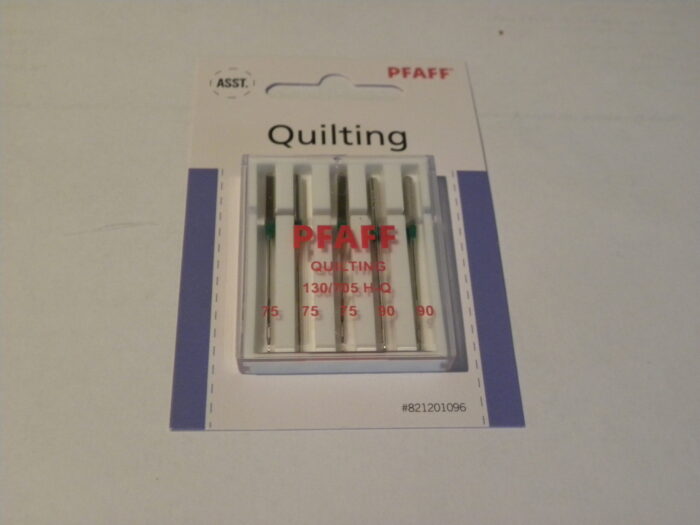 ASST.
PFAFF
Quilting
PFAFF
QUILTING
130/705 H-Q
75 75 75 90 90
#821201096